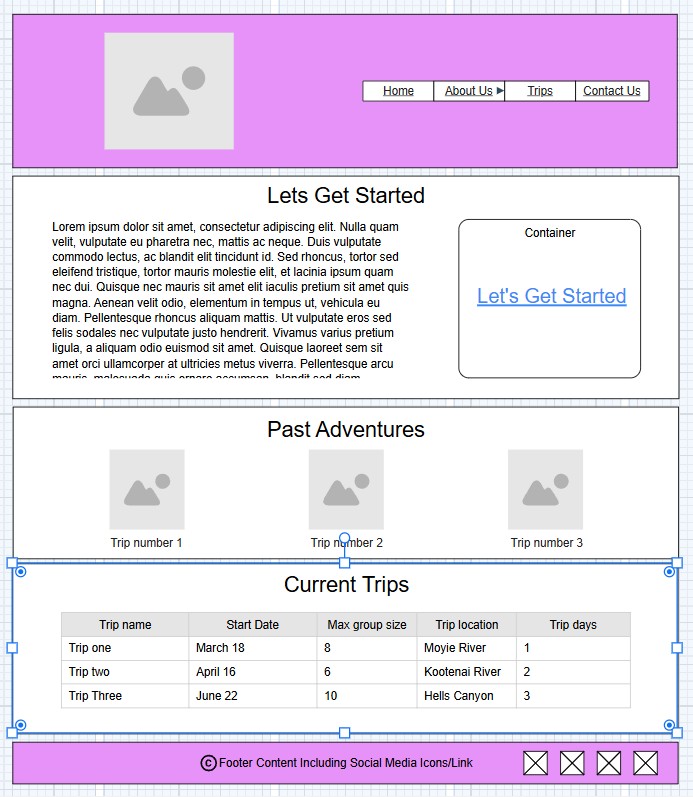 Home About Us Trips Contact Us
Lets Get Started
Lorem ipsum dolor sit amet, consectetur adipiscing elit. Nulla quam
velit, vulputate eu pharetra nec, mattis ac neque. Duis vulputate
commodo lectus, ac blandit elit tincidunt id. Sed rhoncus, tortor sed
eleifend tristique, tortor mauris molestie elit, et lacinia ipsum quam
nec dui. Quisque nec mauris sit amet elit iaculis pretium sit amet quis
magna. Aenean velit odio, elementum in tempus ut, vehicula eu
diam. Pellentesque rhoncus aliquam mattis. Ut vulputate eros sed
felis sodales nec vulputate justo hendrerit. Vivamus varius pretium
ligula, a aliquam odio euismod sit amet. Quisque laoreet sem sit
amet orci ullamcorper at ultricies metus viverra. Pellentesque arcu
mauris, malesuada quis ornare accumsan, blandit sed diam.
Container
Let's Get Started
Past Adventures
Trip number 1
Trip number 2
Trip number 3
Current Trips
Trip name Start Date Max group size Trip location Trip days
Trip one March 18 8 Moyie River 1
Trip two April 16 6 Kootenai River 2
Trip Three June 22 10 Hells Canyon 3
© Footer Content Including Social Media Icons/Link